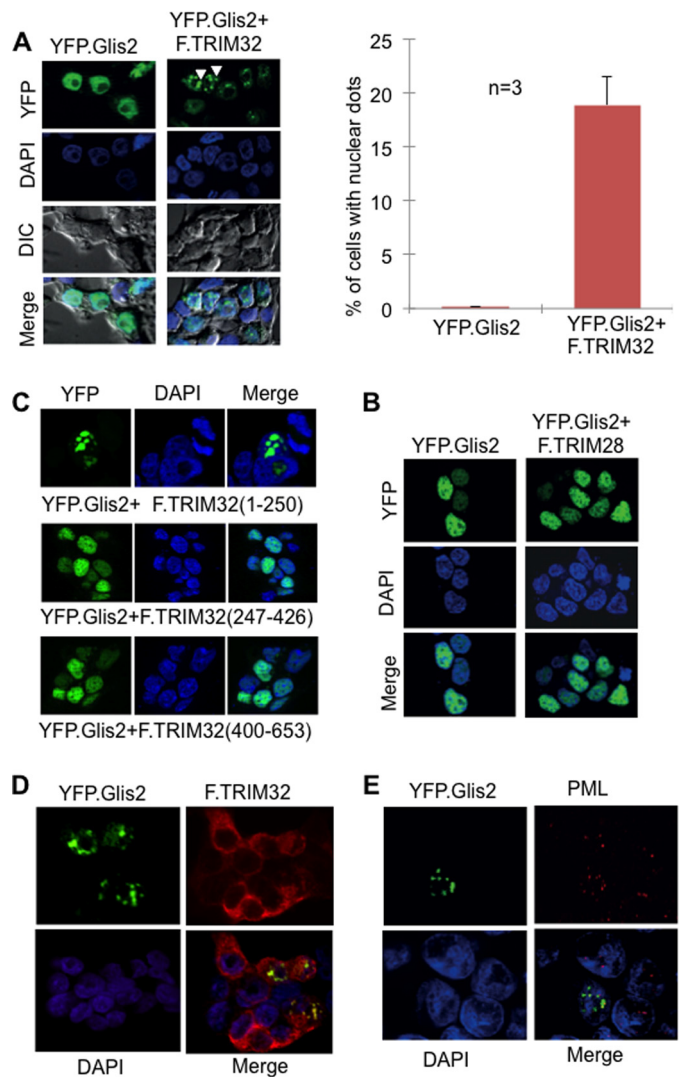 A
YFP.Glis2
YFP.Glis2+
F.TRIM32
YFP
DAPI
DIC
Merge
% of cells with nuclear dots
25
20
15
10
5
0
n=3
YFP.Glis2
YFP.Glis2+
F.TRIM32
C
YFP DAPI Merge
YFP.Glis2+ F.TRIM32(1-250)
YFP.Glis2+F.TRIM32(247-426)
YFP.Glis2+F.TRIM32(400-653)
B
YFP.Glis2
YFP.Glis2+
F.TRIM28
YFP
DAPI
Merge
D
YFP.Glis2 F.TRIM32
DAPI Merge
E
YFP.Glis2 PML
DAPI Merge